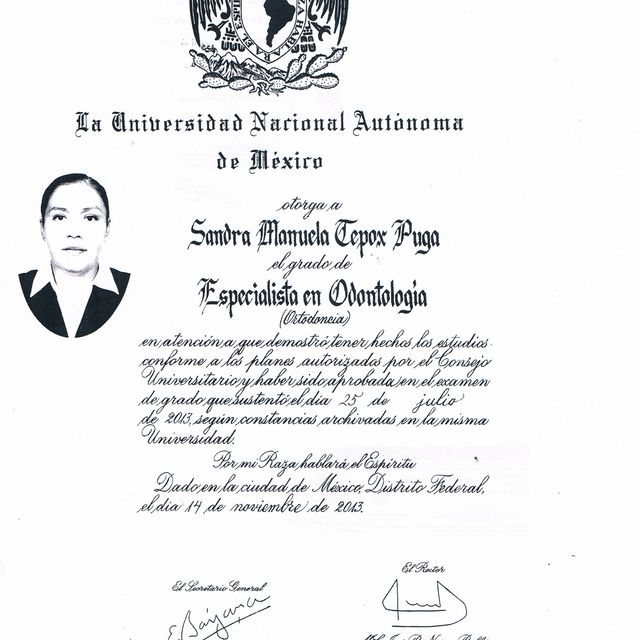 La Universidad Nacional Autónoma
de México
otorga a
Sandra Manuela Tepox Puga
el grado de
Especialista en Odontología
(Ortodoncia)
en atención a que demostró tener hechos los estudios
conforme a los planes autorizados por el Consejo
Universitario y haber sido aprobada en el examen
de grado que sustentó el día 25 de julio
de 2013, según constancias archivadas en la misma
Universidad.
Por mi Raza hablará el Espíritu
Dado en la ciudad de México, Distrito Federal,
el día 14 de noviembre de 2013.
El Rector
El Secretario General